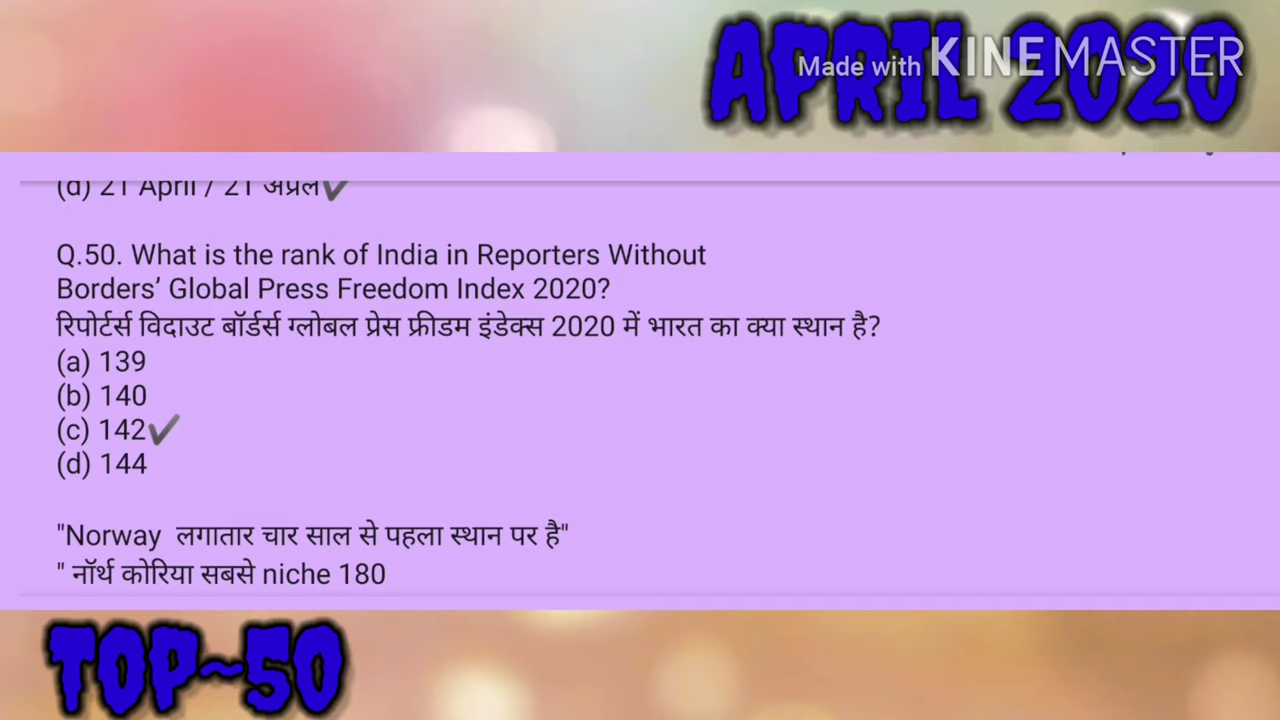 APRIL 2020
Made with KINEMASTER
(d) 21 April / 21 अप्रैल✔
Q.50. What is the rank of India in Reporters Without
Borders’ Global Press Freedom Index 2020?
रिपोर्टर्स विदाउट बॉर्डर्स ग्लोबल प्रेस फ्रीडम इंडेक्स 2020 में भारत का क्या स्थान है?
(a) 139
(b) 140
(c) 142✔
(d) 144
"Norway लगातार चार साल से पहला स्थान पर है"
" नॉर्थ कोरिया सबसे niche 180
TOP~50